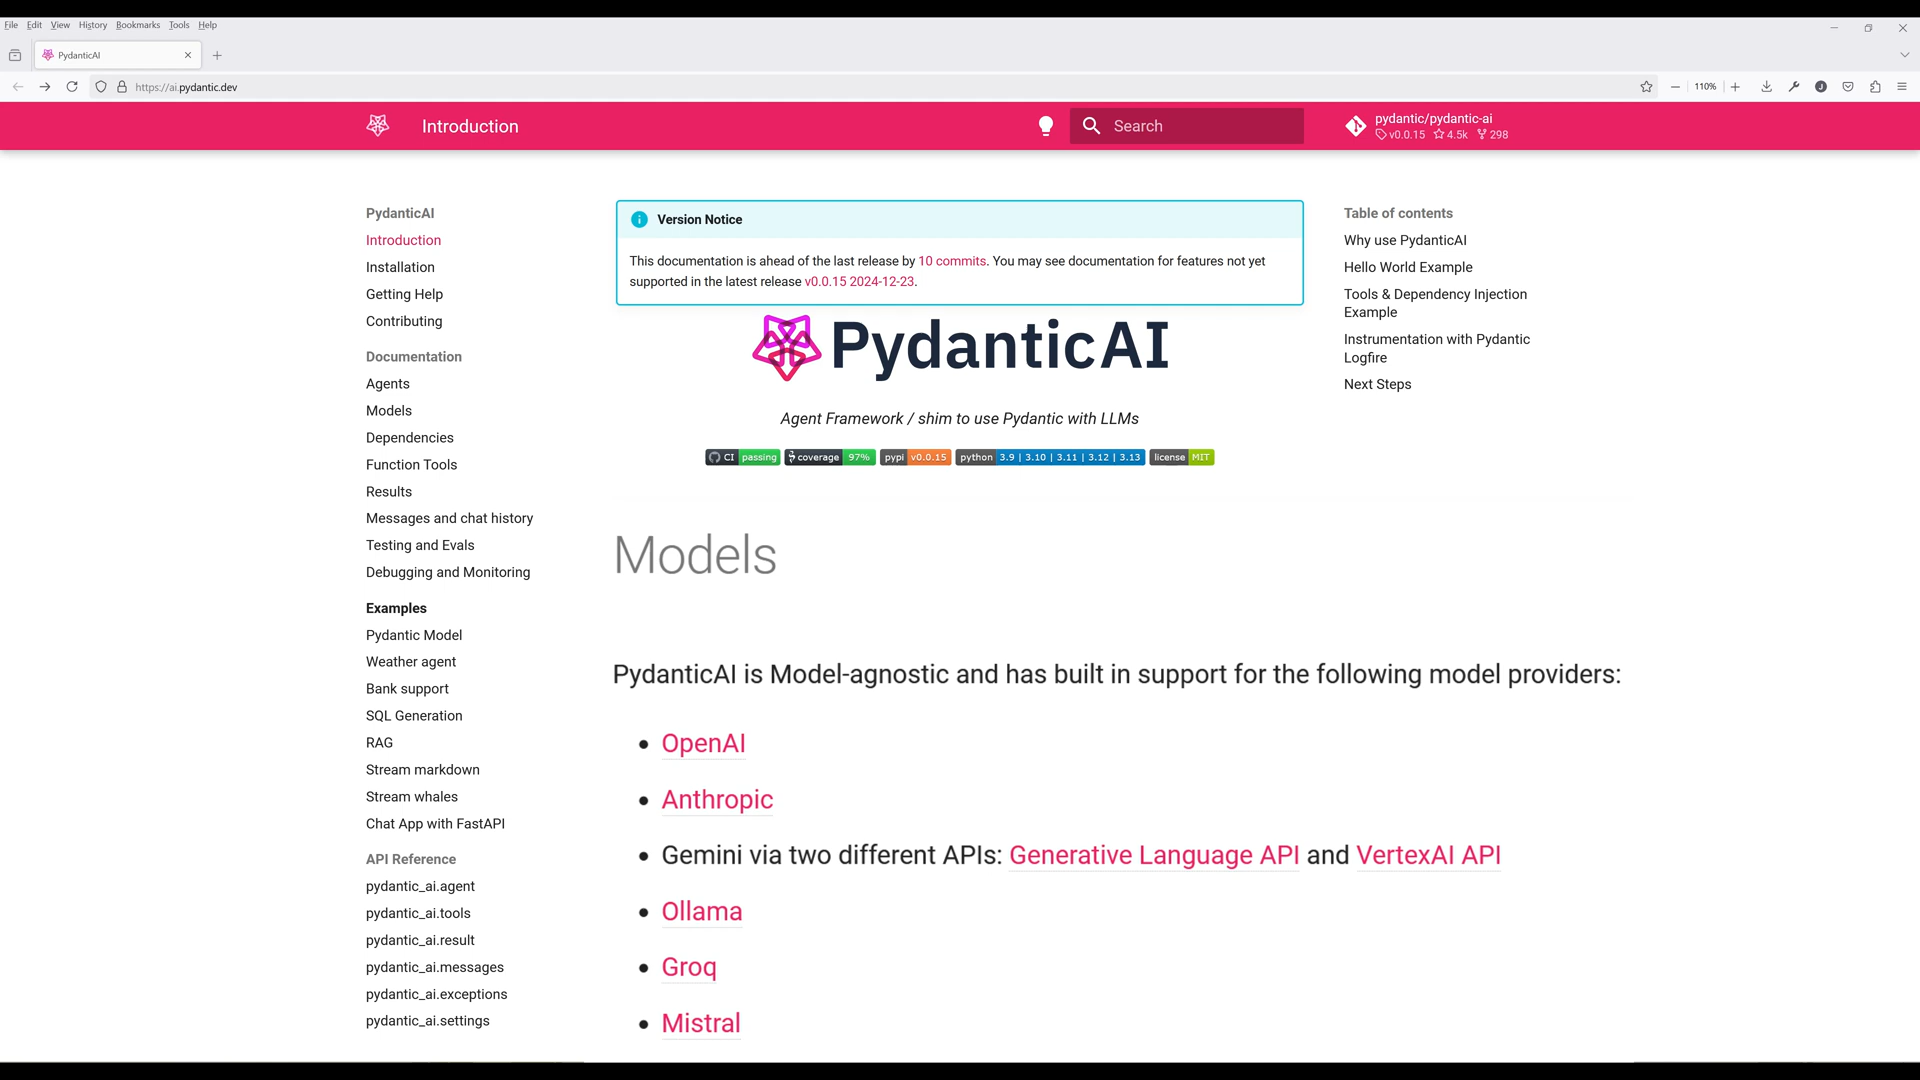 File Edit View History Bookmarks Tools Help
PydanticAI
https://ai.pydantic.dev
110%
Introduction
Search
pydantic/pydantic-ai
v0.0.15 4.5k 298
PydanticAI
Introduction
Installation
Getting Help
Contributing
Documentation
Agents
Models
Dependencies
Function Tools
Results
Messages and chat history
Testing and Evals
Debugging and Monitoring
Examples
Pydantic Model
Weather agent
Bank support
SQL Generation
RAG
Stream markdown
Stream whales
Chat App with FastAPI
API Reference
pydantic_ai.agent
pydantic_ai.tools
pydantic_ai.result
pydantic_ai.messages
pydantic_ai.exceptions
pydantic_ai.settings
Version Notice
This documentation is ahead of the last release by 10 commits. You may see documentation for features not yet
supported in the latest release v0.0.15 2024-12-23.
PydanticAI
Agent Framework / shim to use Pydantic with LLMs
CI passing coverage 97% pypi v0.0.15 python 3.9 | 3.10 | 3.11 | 3.12 | 3.13 license MIT
Models
PydanticAI is Model-agnostic and has built in support for the following model providers:
• OpenAI
• Anthropic
• Gemini via two different APIs: Generative Language API and VertexAI API
• Ollama
• Groq
• Mistral
Table of contents
Why use PydanticAI
Hello World Example
Tools & Dependency Injection
Example
Instrumentation with Pydantic
Logfire
Next Steps